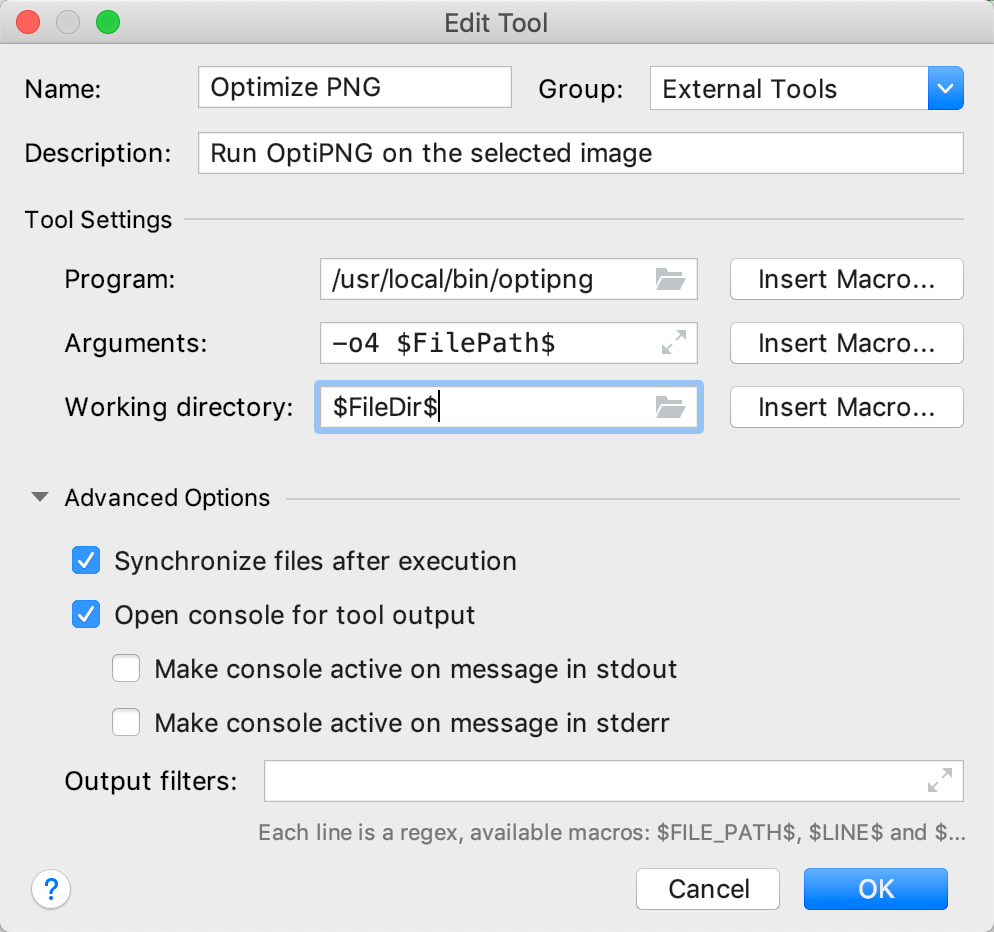 Edit Tool
Name: Optimize PNG Group: External Tools
Description: Run OptiPNG on the selected image
Tool Settings
Program: /usr/local/bin/optipng Insert Macro...
Arguments: -o4 $FilePath$ Insert Macro...
Working directory: $FileDir$ Insert Macro...
Advanced Options
Synchronize files after execution
Open console for tool output
Make console active on message in stdout
Make console active on message in stderr
Output filters:
Each line is a regex, available macros: $FILE_PATH$, $LINE$ and $...
? Cancel OK